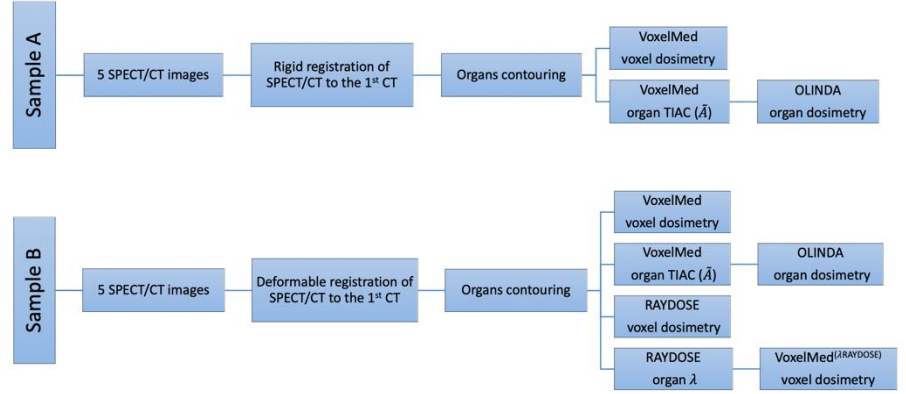 Sample A
5 SPECT/CT images
Rigid registration of
SPECT/CT to the 1st CT
Organs contouring
VoxelMed
voxel dosimetry
VoxelMed
organ TIAC (Ã)
OLINDA
organ dosimetry
Sample B
5 SPECT/CT images
Deformable registration of
SPECT/CT to the 1st CT
Organs contouring
VoxelMed
voxel dosimetry
VoxelMed
organ TIAC (Ã)
OLINDA
organ dosimetry
RAYDOSE
voxel dosimetry
RAYDOSE
organ λ
VoxelMed(λRAYDOSE)
voxel dosimetry